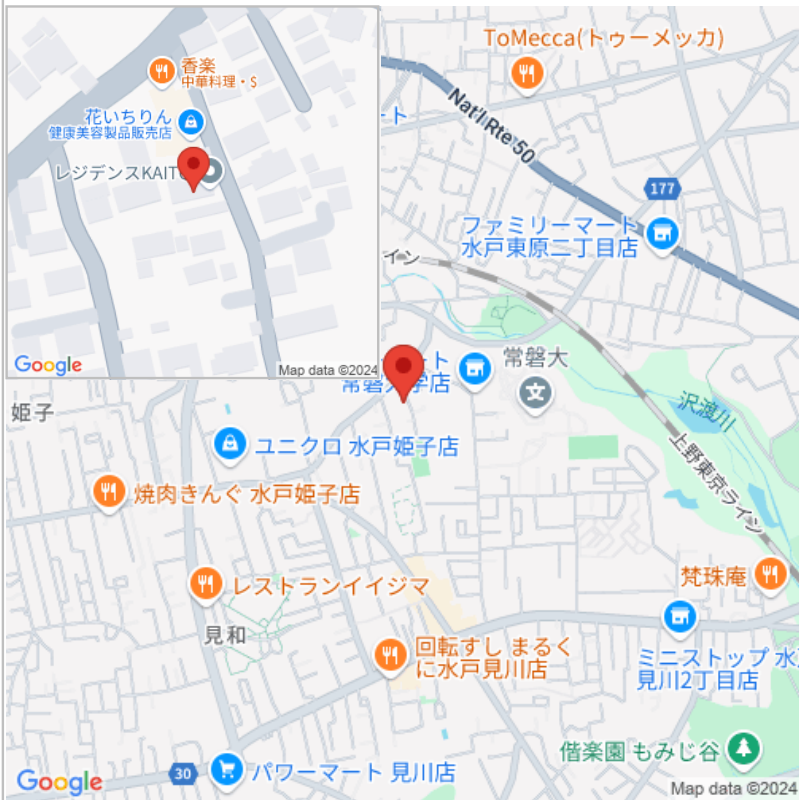 香楽
中華料理・$
花いちりん
健康美容製品販売店
レジデンスKAITO
Google
Map data ©2024
ToMecca(トゥーメッカ)
ート
Nat'l Rte 50
177
ファミリーマート
水戸東原二丁目店
イン
ート
常磐大学店
常磐大
文
沢渡川
姫子
ユニクロ 水戸姫子店
上野東京ライン
焼肉きんぐ 水戸姫子店
梵珠庵
レストランイイジマ
見和
回転すし まるく
に水戸見川店
ミニストップ 水
見川2丁目店
偕楽園 もみじ谷
30
パワーマート 見川店
Google
Map data ©2024